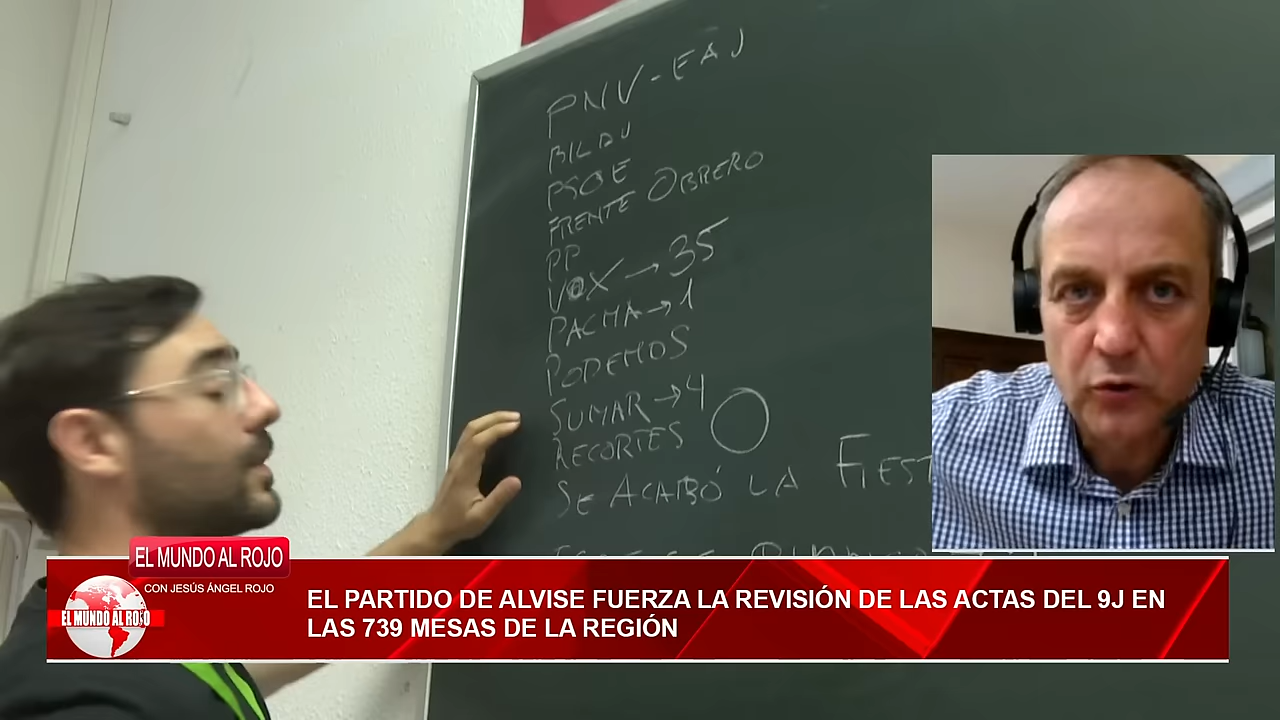 PNV-EAJ
BILDU
PSOE
FRENTE OBRERO
PP
VOX → 35
PACMA → 1
PODEMOS
SUMAR → 4
RECORTES
SE ACABÓ LA FIEST
EL MUNDO AL ROJO
CON JESÚS ÁNGEL ROJO
EL MUNDO AL ROJO
EL PARTIDO DE ALVISE FUERZA LA REVISIÓN DE LAS ACTAS DEL 9J EN
LAS 739 MESAS DE LA REGIÓN